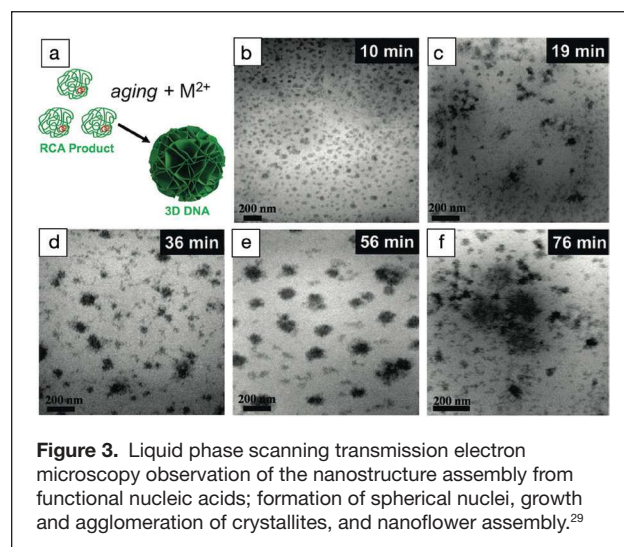 a
aging + M²⁺
RCA Product
3D DNA
b
10 min
200 nm
c
19 min
200 nm
d
36 min
200 nm
e
56 min
200 nm
f
76 min
200 nm
Figure 3. Liquid phase scanning transmission electron
microscopy observation of the nanostructure assembly from
functional nucleic acids; formation of spherical nuclei, growth
and agglomeration of crystallites, and nanoflower assembly.²⁹